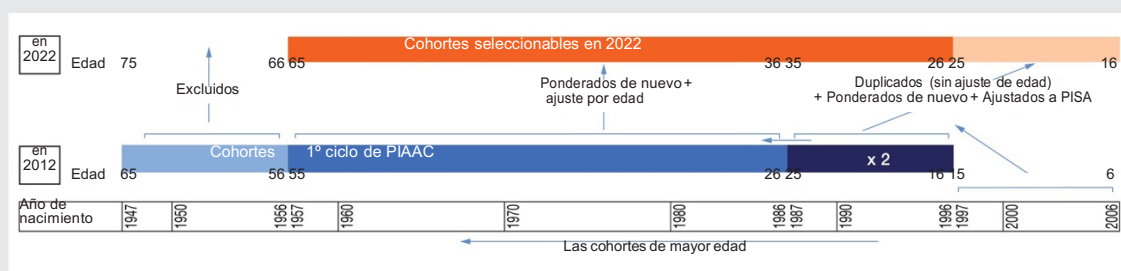 en
2022
Cohortes seleccionables en 2022
Edad 75 66 65 36 35 26 25 16
Excluidos
Ponderados de nuevo +
ajuste por edad
Duplicados (sin ajuste de edad)
+ Ponderados de nuevo + Ajustados a PISA
en
2012
Cohortes 1º ciclo de PIAAC x 2
Edad 65 56 55 26 25 16 15 6
Año de
nacimiento
1947 1950 1956 1957 1960 1970 1980 1986 1987 1990 1996 1997 2000 2006
Las cohortes de mayor edad